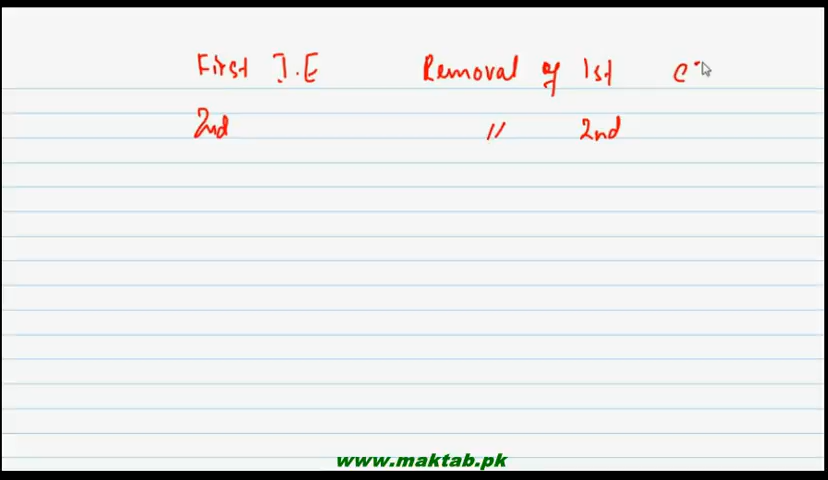 First I.E Removal of 1st e-
2nd " 2nd
www.maktab.pk